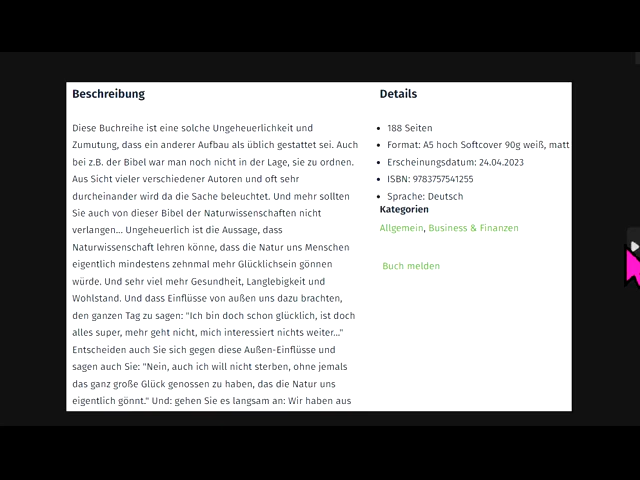 Beschreibung
Diese Buchreihe ist eine solche Ungeheuerlichkeit und
Zumutung, dass ein anderer Aufbau als üblich gestattet sei. Auch
bei z.B. der Bibel war man noch nicht in der Lage, sie zu ordnen.
Aus Sicht vieler verschiedener Autoren und oft sehr
durcheinander wird da die Sache beleuchtet. Und mehr sollten
Sie auch von dieser Bibel der Naturwissenschaften nicht
verlangen... Ungeheuerlich ist die Aussage, dass
Naturwissenschaft lehren könne, dass die Natur uns Menschen
eigentlich mindestens zehnmal mehr Glücklichsein gönnen
würde. Und sehr viel mehr Gesundheit, Langlebigkeit und
Wohlstand. Und dass Einflüsse von außen uns dazu brachten,
den ganzen Tag zu sagen: "Ich bin doch schon glücklich, ist doch
alles super, mehr geht nicht, mich interessiert nichts weiter..."
Entscheiden auch Sie sich gegen diese Außen-Einflüsse und
sagen auch Sie: "Nein, auch ich will nicht sterben, ohne jemals
das ganz große Glück genossen zu haben, das die Natur uns
eigentlich gönnt." Und: gehen Sie es langsam an: Wir haben aus
Details
• 188 Seiten
• Format: A5 hoch Softcover 90g weiß, matt
• Erscheinungsdatum: 24.04.2023
• ISBN: 9783757541255
• Sprache: Deutsch
Kategorien
Allgemein, Business & Finanzen
Buch melden